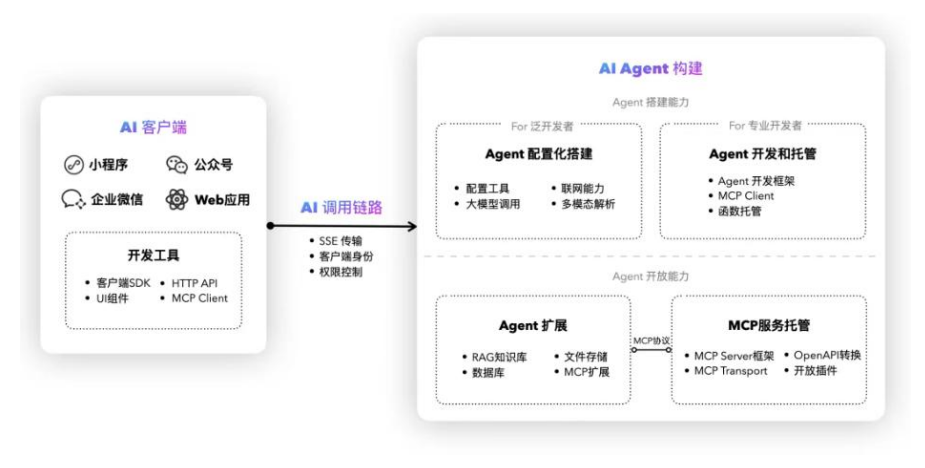 AI 客户端
小程序
公众号
企业微信
Web应用
开发工具
• 客户端SDK
• HTTP API
• UI组件
• MCP Client
AI 调用链路
• SSE 传输
• 客户端身份
• 权限控制
AI Agent 构建
Agent 搭建能力
For 泛开发者
Agent 配置化搭建
• 配置工具
• 联网能力
• 大模型调用
• 多模态解析
For 专业开发者
Agent 开发和托管
• Agent 开发框架
• MCP Client
• 函数托管
Agent 开放能力
Agent 扩展
• RAG知识库
• 文件存储
• 数据库
• MCP扩展
MCP协议
MCP服务托管
• MCP Server框架
• OpenAPI转换
• MCP Transport
• 开放插件